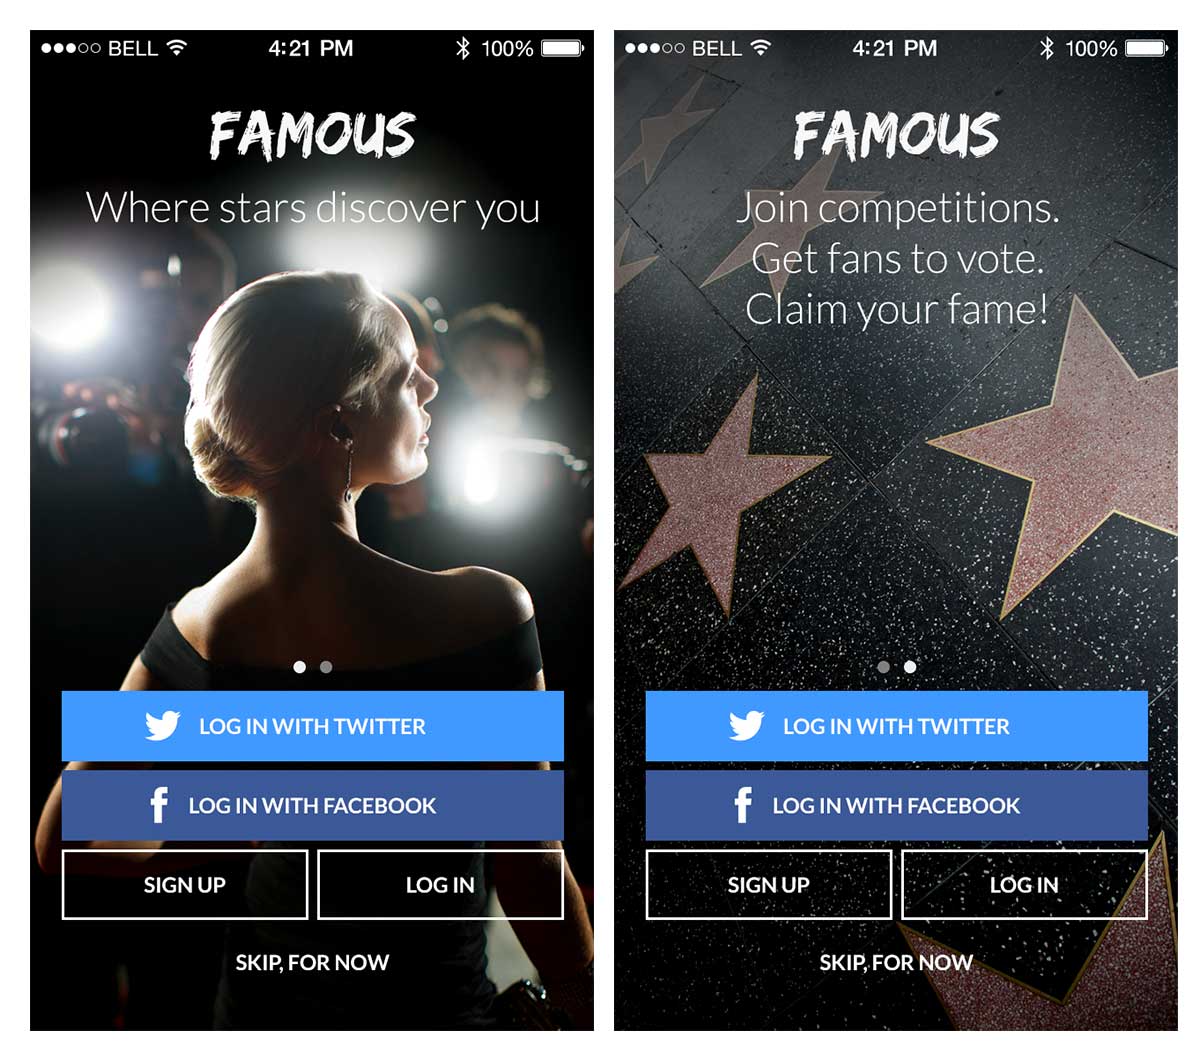 BELL 4:21 PM 100%
FAMOUS
Where stars discover you
LOG IN WITH TWITTER
f LOG IN WITH FACEBOOK
SIGN UP LOG IN
SKIP, FOR NOW
BELL 4:21 PM 100%
FAMOUS
Join competitions.
Get fans to vote.
Claim your fame!
LOG IN WITH TWITTER
f LOG IN WITH FACEBOOK
SIGN UP LOG IN
SKIP, FOR NOW